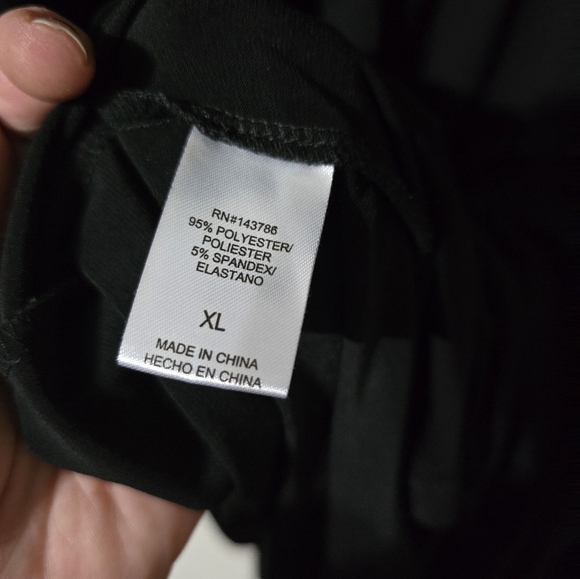 RN#143786
95% POLYESTER/
POLIESTER
5% SPANDEX/
ELASTANO
XL
MADE IN CHINA
HECHO EN CHINA